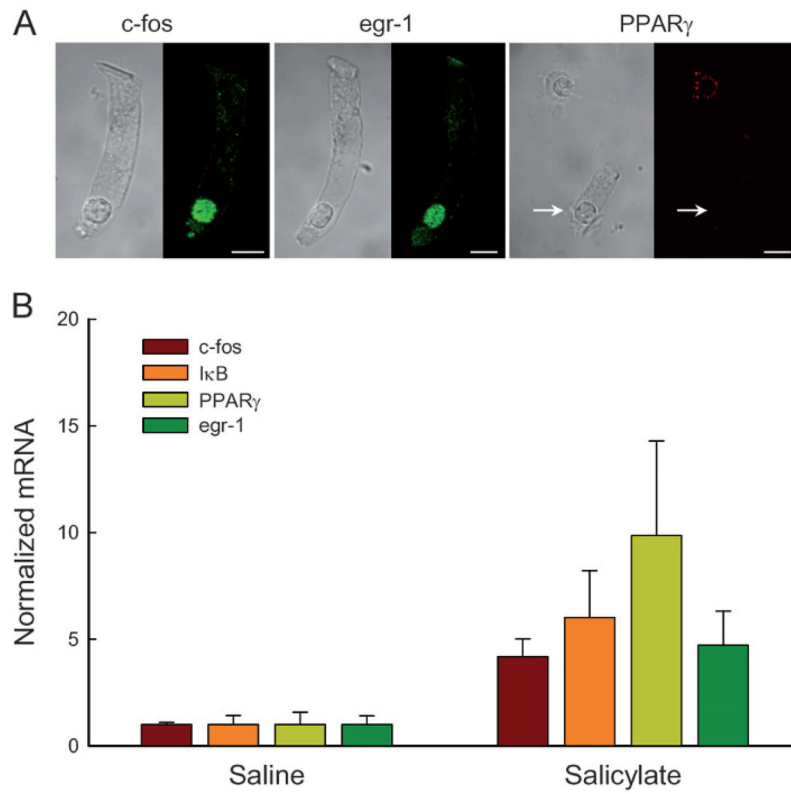 A
c-fos
egr-1
PPARγ
B
20
15
10
5
0
Normalized mRNA
c-fos
IκB
PPARγ
egr-1
Saline
Salicylate